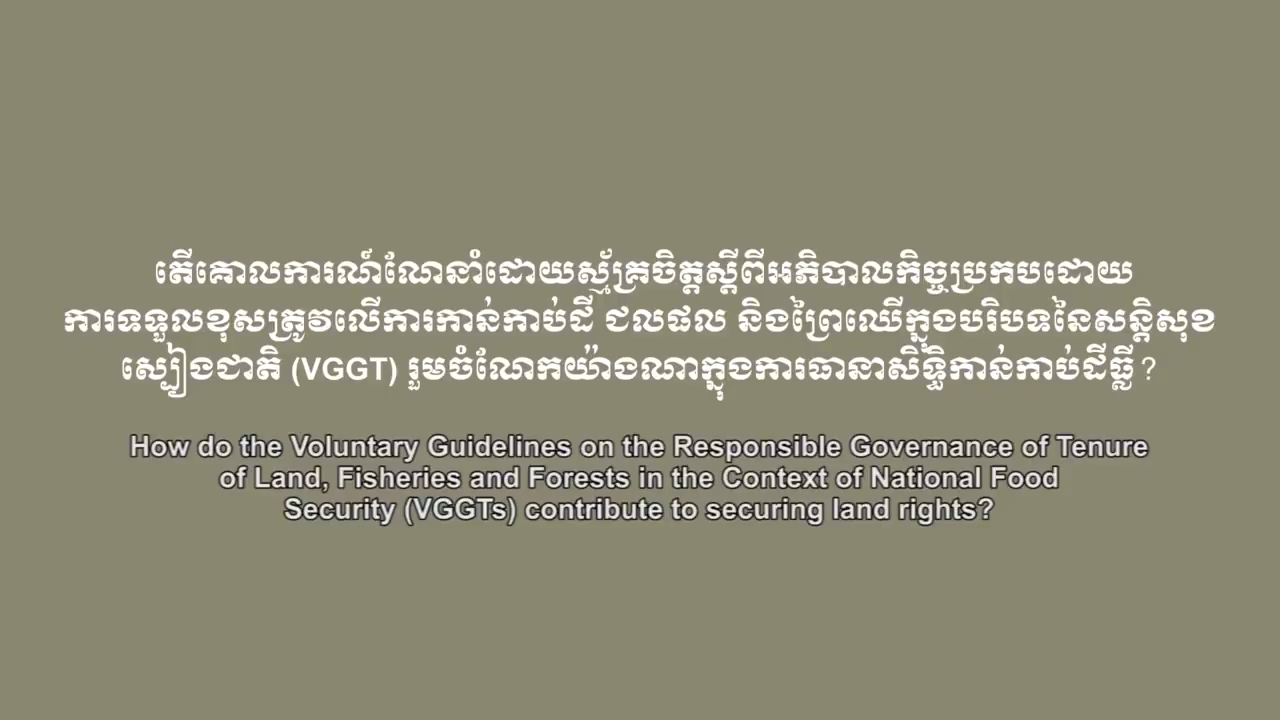 តើគោលការណ៍ណែនាំដោយស្ម័គ្រចិត្តស្តីពីអភិបាលកិច្ចប្រកបដោយ
ការទទួលខុសត្រូវលើការកាន់កាប់ដី ជលផល និងព្រៃឈើក្នុងបរិបទនៃសន្តិសុខ
ស្បៀងជាតិ (VGGT) រួមចំណែកយ៉ាងណាក្នុងការធានាសិទ្ធិកាន់កាប់ដីធ្លី?
How do the Voluntary Guidelines on the Responsible Governance of Tenure
of Land, Fisheries and Forests in the Context of National Food
Security (VGGTs) contribute to securing land rights?